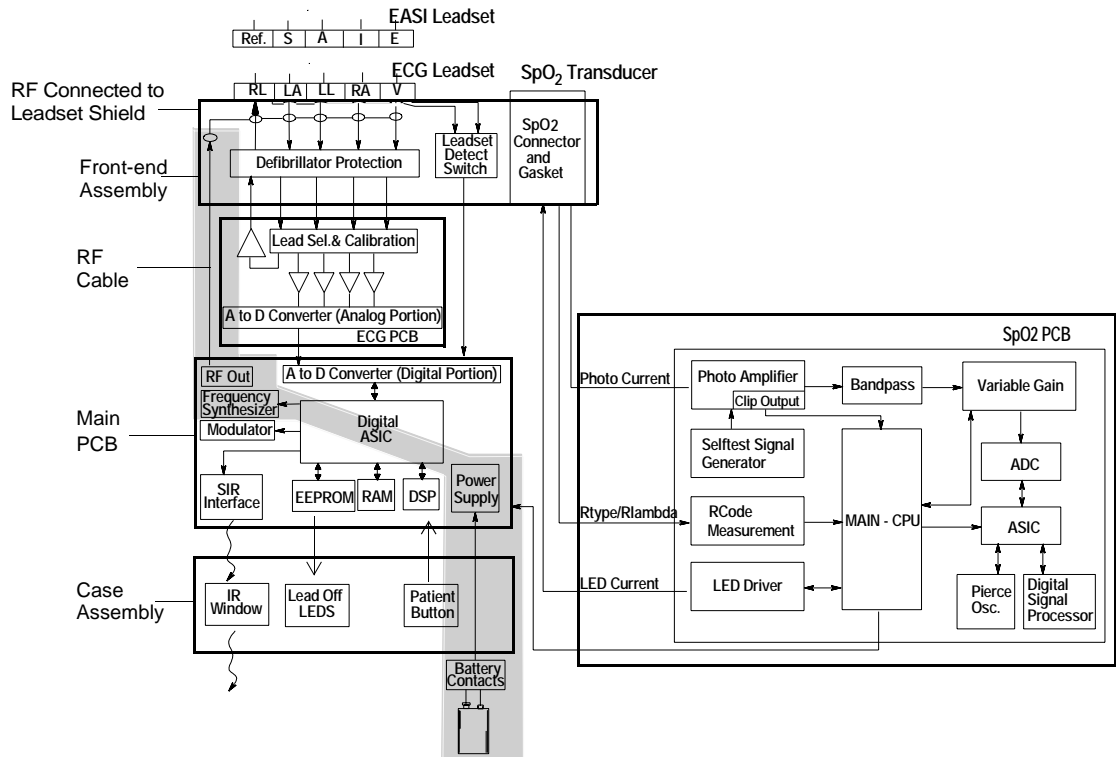 EASI Leadset
Ref. S A I E
ECG Leadset
RL LA LL RA V
SpO2 Transducer
RF Connected to
Leadset Shield
SpO2
Connector
and
Gasket
Leadset
Detect
Switch
Defibrillator Protection
Front-end
Assembly
Lead Sel.& Calibration
RF
Cable
A to D Converter (Analog Portion)
ECG PCB
A to D Converter (Digital Portion)
RF Out
Frequency
Synthesizer
Modulator
Digital
ASIC
Main
PCB
SIR
Interface
EEPROM
RAM
DSP
Power
Supply
Case
Assembly
IR
Window
Lead Off
LEDS
Patient
Button
Battery
Contacts
SpO2 PCB
Photo Current
Photo Amplifier
Clip Output
Bandpass
Variable Gain
Selftest Signal
Generator
ADC
Rtype/Rlambda
RCode
Measurement
MAIN - CPU
ASIC
LED Current
LED Driver
Pierce
Osc.
Digital
Signal
Processor